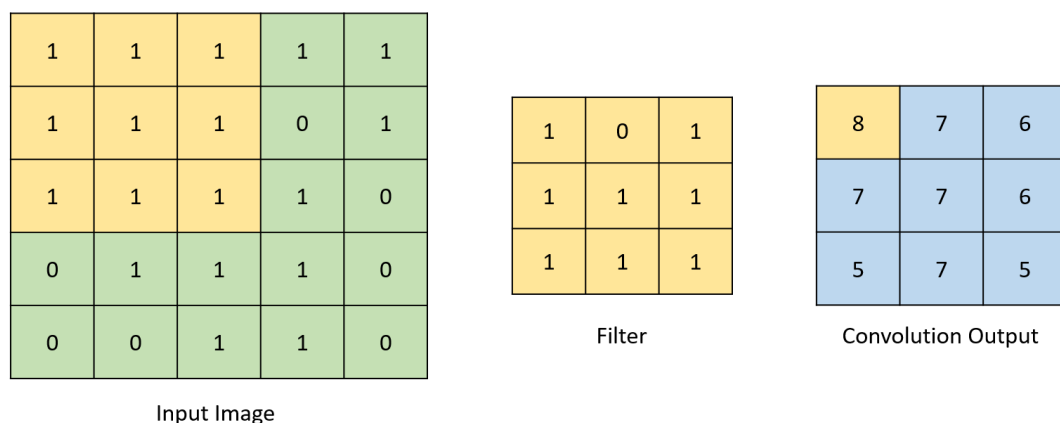 1 1 1 1 1
1 1 1 0 1
1 1 1 1 0
0 1 1 1 0
0 0 1 1 0
Input Image
1 0 1
1 1 1
1 1 1
Filter
8 7 6
7 7 6
5 7 5
Convolution Output